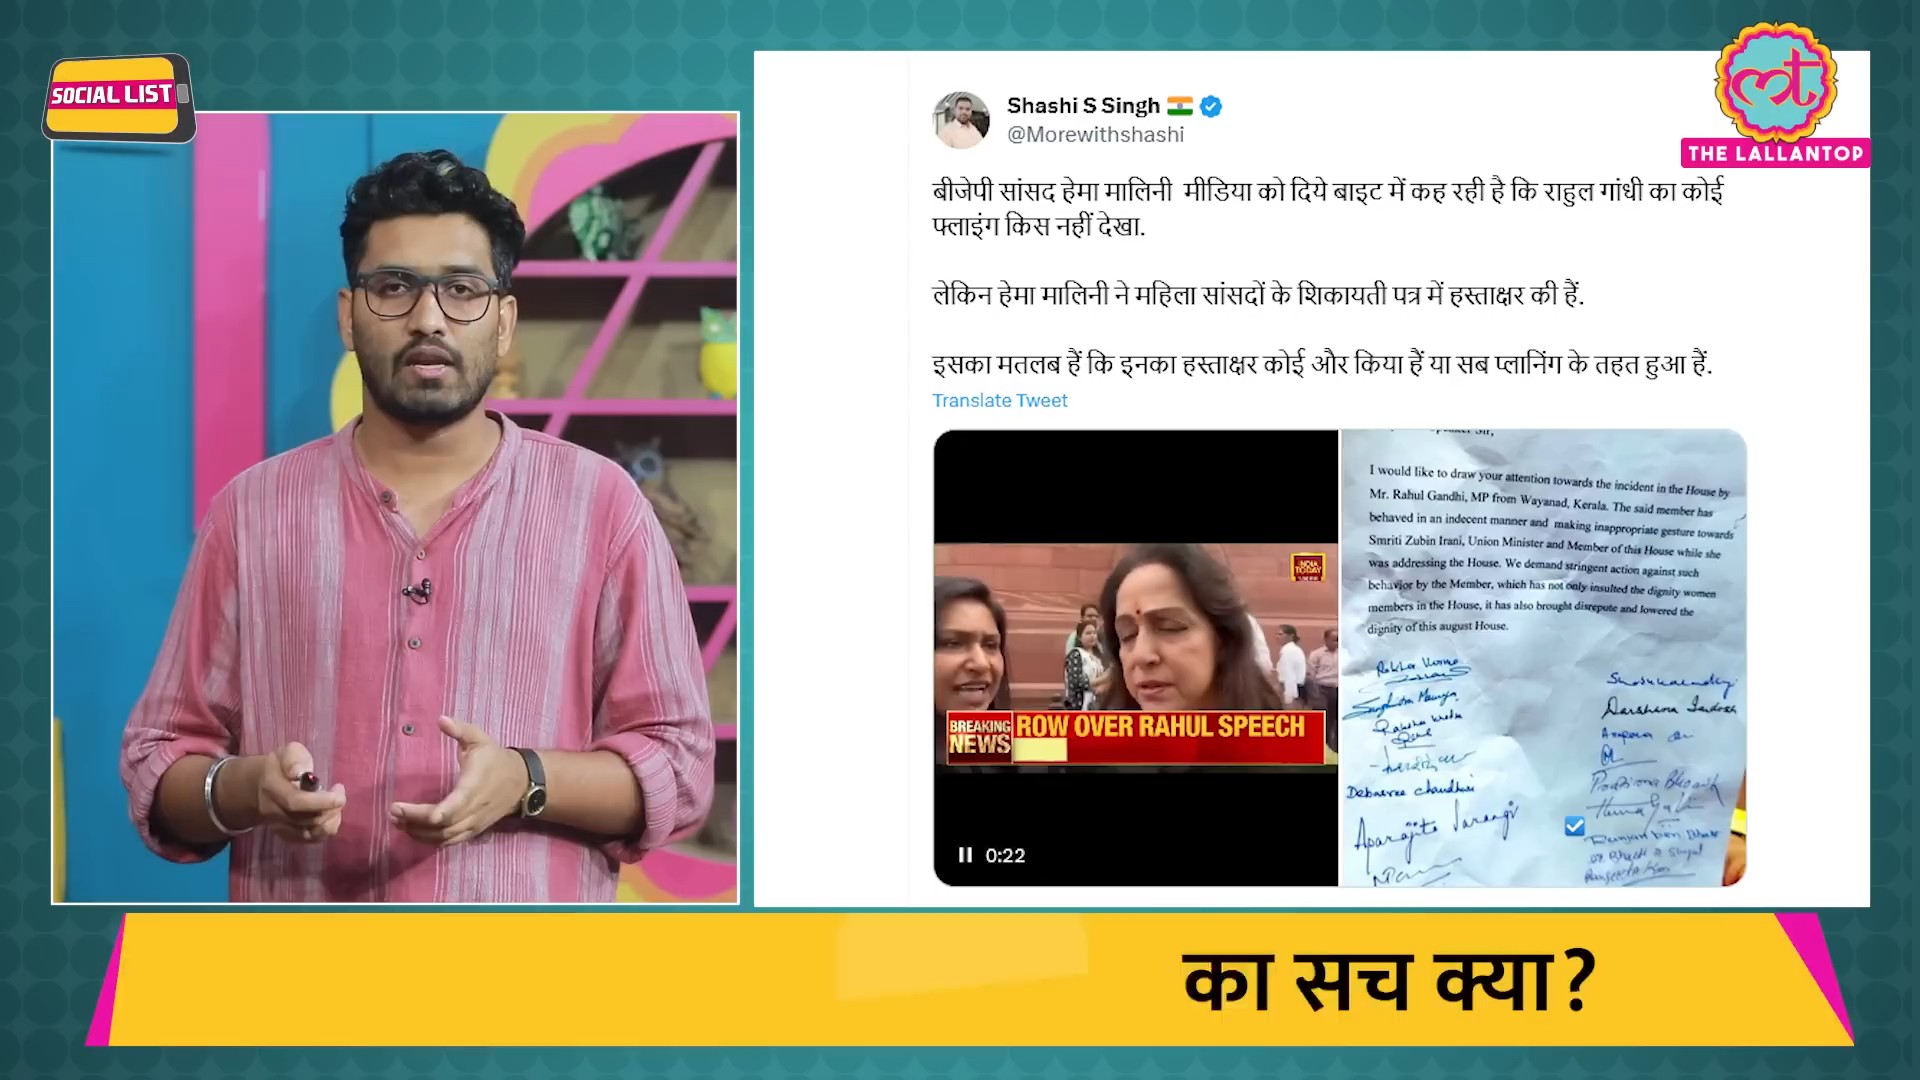 SOCIAL LIST
THE LALLANTOP
Shashi S Singh
@Morewithshashi
बीजेपी सांसद हेमा मालिनी मीडिया को दिये बाइट में कह रही है कि राहुल गांधी का कोई
फ्लाइंग किस नहीं देखा.
लेकिन हेमा मालिनी ने महिला सांसदों के शिकायती पत्र में हस्ताक्षर की हैं.
इसका मतलब हैं कि इनका हस्ताक्षर कोई और किया हैं या सब प्लानिंग के तहत हुआ हैं.
Translate Tweet
INDIA
TODAY
BREAKING
NEWS
ROW OVER RAHUL SPEECH
0:22
I would like to draw your attention towards the incident in the House by
Mr. Rahul Gandhi, MP from Wayanad, Kerala. The said member has
behaved in an indecent manner and making inappropriate gesture towards
Smriti Zubin Irani, Union Minister and Member of this House while she
was addressing the House. We demand stringent action against such
behavior by the Member, which has not only insulted the dignity women
members in the House, it has also brought disrepute and lowered the
dignity of this august House.
Debasree Chaudhuri
Aparajita Sarangi
Darshana Jardosh
का सच क्या?